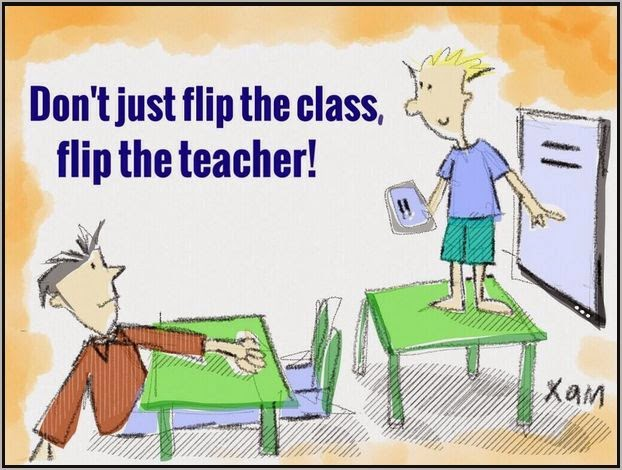 Don't just flip the class,
flip the teacher!
XAM